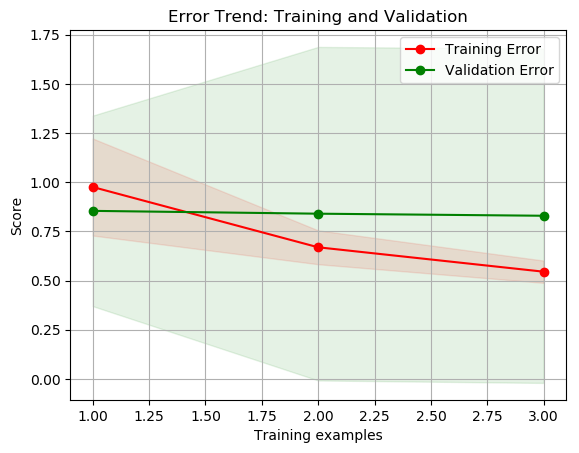 Error Trend: Training and Validation
Training Error
Validation Error
Score
1.75
1.50
1.25
1.00
0.75
0.50
0.25
0.00
1.00 1.25 1.50 1.75 2.00 2.25 2.50 2.75 3.00
Training examples